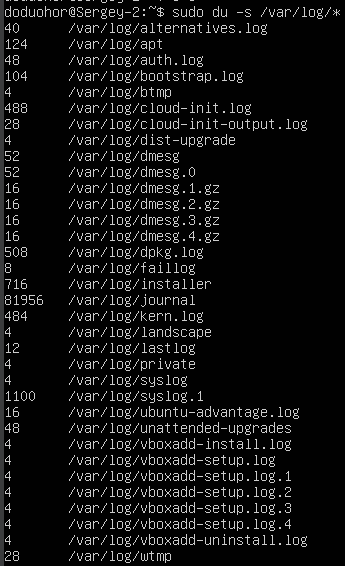 doduohor@Sergey-2:~$ sudo du -s /var/log/*
40 /var/log/alternatives.log
124 /var/log/apt
48 /var/log/auth.log
104 /var/log/bootstrap.log
4 /var/log/btmp
488 /var/log/cloud-init.log
28 /var/log/cloud-init-output.log
4 /var/log/dist-upgrade
52 /var/log/dmesg
52 /var/log/dmesg.0
16 /var/log/dmesg.1.gz
16 /var/log/dmesg.2.gz
16 /var/log/dmesg.3.gz
16 /var/log/dmesg.4.gz
508 /var/log/dpkg.log
8 /var/log/faillog
716 /var/log/installer
81956 /var/log/journal
484 /var/log/kern.log
4 /var/log/landscape
12 /var/log/lastlog
4 /var/log/private
4 /var/log/syslog
1100 /var/log/syslog.1
16 /var/log/ubuntu-advantage.log
48 /var/log/unattended-upgrades
4 /var/log/vboxadd-install.log
4 /var/log/vboxadd-setup.log
4 /var/log/vboxadd-setup.log.1
4 /var/log/vboxadd-setup.log.2
4 /var/log/vboxadd-setup.log.3
4 /var/log/vboxadd-setup.log.4
4 /var/log/vboxadd-uninstall.log
28 /var/log/wtmp